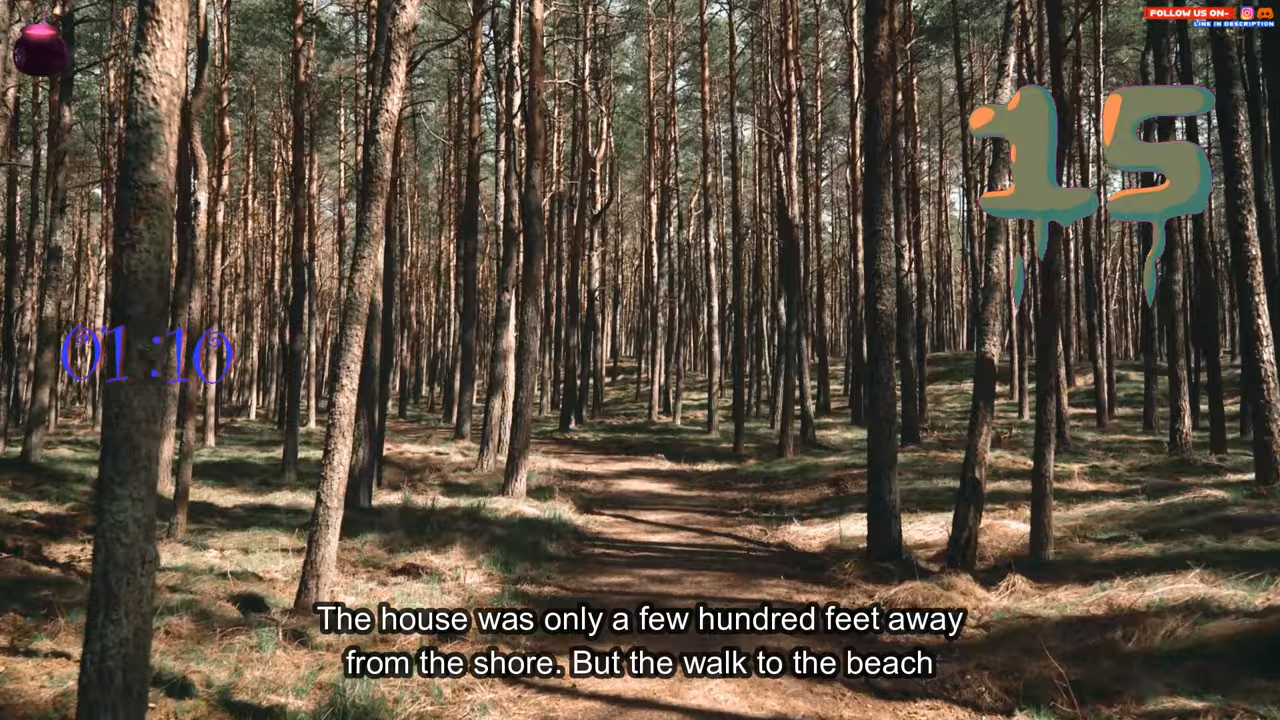 FOLLOW US ON-
LINK IN DESCRIPTION
15
01:10
The house was only a few hundred feet away
from the shore. But the walk to the beach